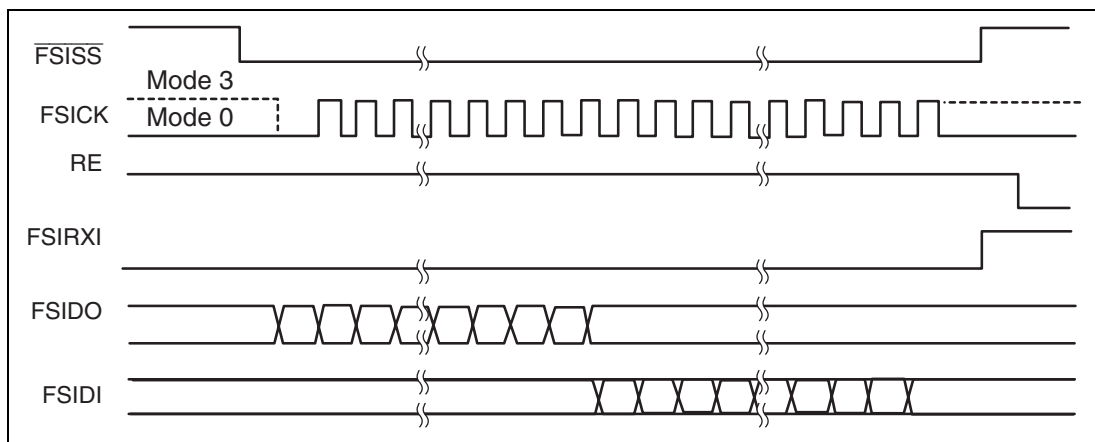 FSISS
Mode 3
FSICK
Mode 0
RE
FSIRXI
FSIDO
FSIDI